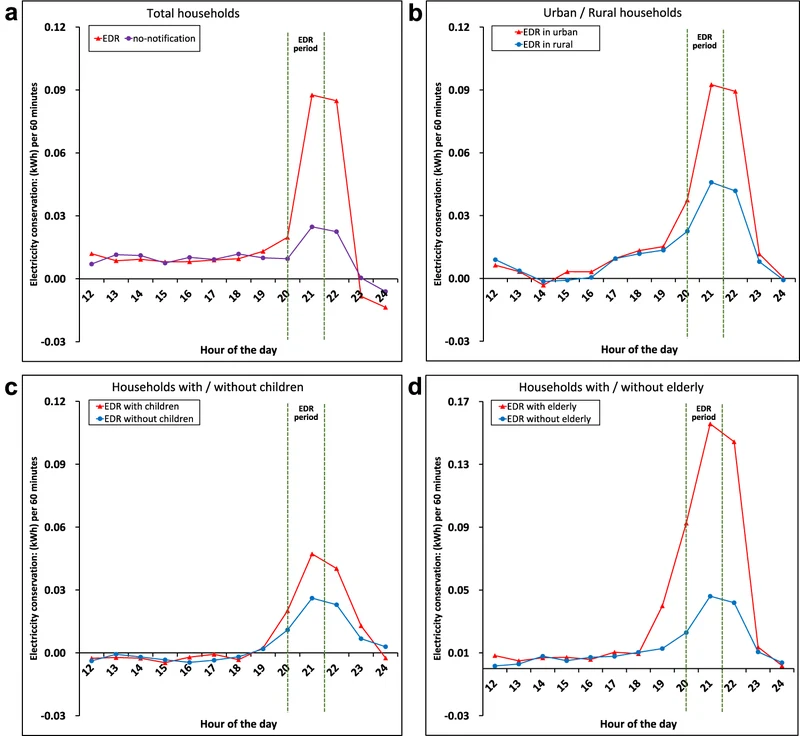 a
Total households
EDR
no-notification
EDR
period
Electricity conservation: (kWh) per 60 minutes
0.12
0.09
0.06
0.03
0.00
-0.03
12 13 14 15 16 17 18 19 20 21 22 23 24
Hour of the day
b
Urban / Rural households
EDR in urban
EDR in rural
EDR
period
Electricity conservation: (kWh) per 60 minutes
0.12
0.09
0.06
0.03
0.00
-0.03
12 13 14 15 16 17 18 19 20 21 22 23 24
Hour of the day
c
Households with / without children
EDR with children
EDR without children
EDR
period
Electricity conservation: (kWh) per 60 minutes
0.12
0.09
0.06
0.03
0.00
-0.03
12 13 14 15 16 17 18 19 20 21 22 23 24
Hour of the day
d
Households with / without elderly
EDR with elderly
EDR without elderly
EDR
period
Electricity conservation: (kWh) per 60 minutes
0.17
0.13
0.09
0.05
0.01
-0.03
12 13 14 15 16 17 18 19 20 21 22 23 24
Hour of the day